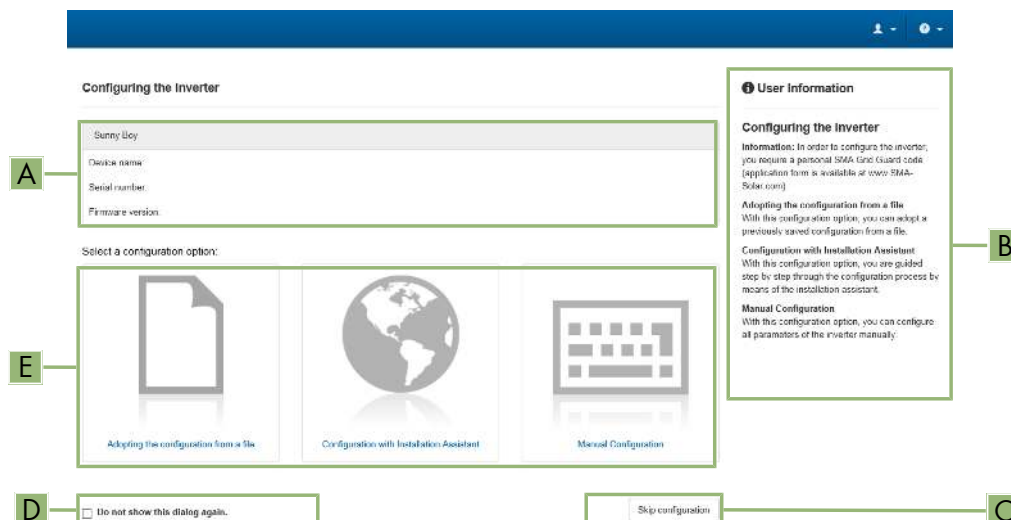 Configuring the Inverter
Sunny Boy
Device name:
Serial number:
Firmware version:
A
Select a configuration option:
E
Adopting the configuration from a file
Configuration with Installation Assistant
Manual Configuration
D
Do not show this dialog again.
Skip configuration
C
User Information
Configuring the Inverter
Information: In order to configure the inverter,
you require a personal SMA Grid Guard code
(application form is available at www.SMA-
Solar.com)
Adopting the configuration from a file
With this configuration option, you can adopt a
previously saved configuration from a file.
Configuration with Installation Assistant
With this configuration option, you are guided
step by step through the configuration process by
means of the installation assistant.
Manual Configuration
With this configuration option, you can configure
all parameters of the inverter manually.
B